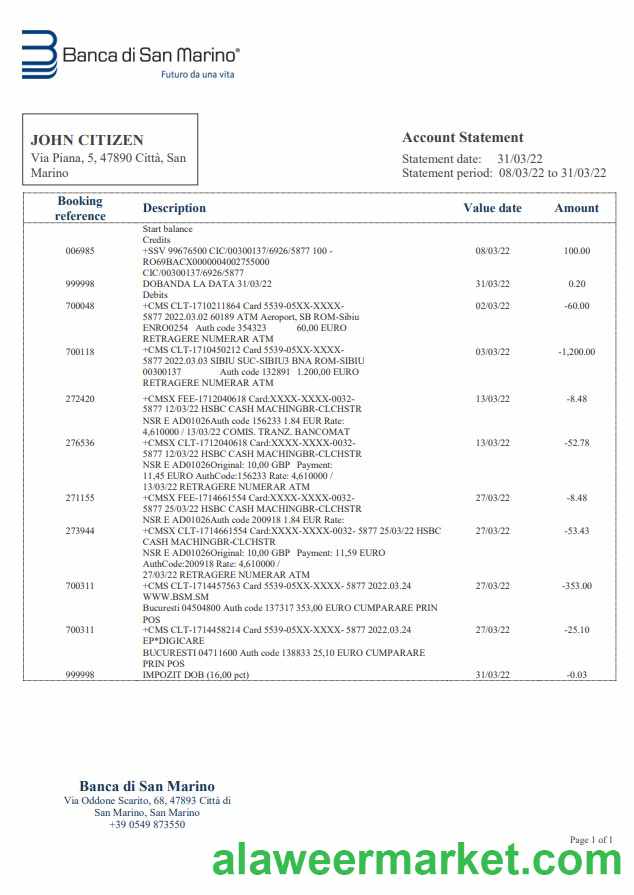 Banca di San Marino®
Futuro da una vita
JOHN CITIZEN
Via Piana, 5, 47890 Città, San
Marino
Account Statement
Statement date: 31/03/22
Statement period: 08/03/22 to 31/03/22
Booking reference Description Value date Amount
Start balance
Credits
006985 +SSV 99676500 CIC/00300137/6926/5877 100 - 08/03/22 100.00
RO69BACX0000004002755000
CIC/00300137/6926/5877
999998 DOBANDA LA DATA 31/03/22 31/03/22 0.20
Debits
700048 +CMS CLT-1710211864 Card 5539-05XX-XXXX- 02/03/22 -60.00
5877 2022.03.02 60189 ATM Aeroport, SB ROM-Sibiu
ENRO0254 Auth code 354323 60,00 EURO
RETRAGERE NUMERAR ATM
700118 +CMS CLT-1710450212 Card 5539-05XX-XXXX- 03/03/22 -1,200.00
5877 2022.03.03 SIBIU SUC-SIBIU3 BNA ROM-SIBIU
00300137 Auth code 132891 1.200,00 EURO
RETRAGERE NUMERAR ATM
272420 +CMSX FEE-1712040618 Card:XXXX-XXXX-0032- 13/03/22 -8.48
5877 12/03/22 HSBC CASH MACHINGBR-CLCHSTR
NSR E AD01026Auth code 156233 1.84 EUR Rate:
4,610000 / 13/03/22 COMIS. TRANZ. BANCOMAT
276536 +CMSX CLT-1712040618 Card:XXXX-XXXX-0032- 13/03/22 -52.78
5877 12/03/22 HSBC CASH MACHINGBR-CLCHSTR
NSR E AD01026Original: 10,00 GBP Payment:
11,45 EURO AuthCode:156233 Rate: 4,610000 /
13/03/22 RETRAGERE NUMERAR ATM
271155 +CMSX FEE-1714661554 Card:XXXX-XXXX-0032- 27/03/22 -8.48
5877 25/03/22 HSBC CASH MACHINGBR-CLCHSTR
NSR E AD01026Auth code 200918 1.84 EUR Rate:
273944 +CMSX CLT-1714661554 Card:XXXX-XXXX-0032- 5877 25/03/22 HSBC 27/03/22 -53.43
CASH MACHINGBR-CLCHSTR
NSR E AD01026Original: 10,00 GBP Payment: 11,59 EURO
AuthCode:200918 Rate: 4,610000 /
27/03/22 RETRAGERE NUMERAR ATM
700311 +CMS CLT-1714457563 Card 5539-05XX-XXXX- 5877 2022.03.24 27/03/22 -353.00
WWW.BSM.SM
Bucuresti 04504800 Auth code 137317 353,00 EURO CUMPARARE PRIN
POS
700311 +CMS CLT-1714458214 Card 5539-05XX-XXXX- 5877 2022.03.24 27/03/22 -25.10
EP*DIGICARE
BUCURESTI 04711600 Auth code 138833 25,10 EURO CUMPARARE
PRIN POS
999998 IMPOZIT DOB (16,00 pct) 31/03/22 -0.03
Banca di San Marino
Via Oddone Scarito, 68, 47893 Città di
San Marino, San Marino
+39 0549 873550
Page 1 of 1
alaweermarket.com